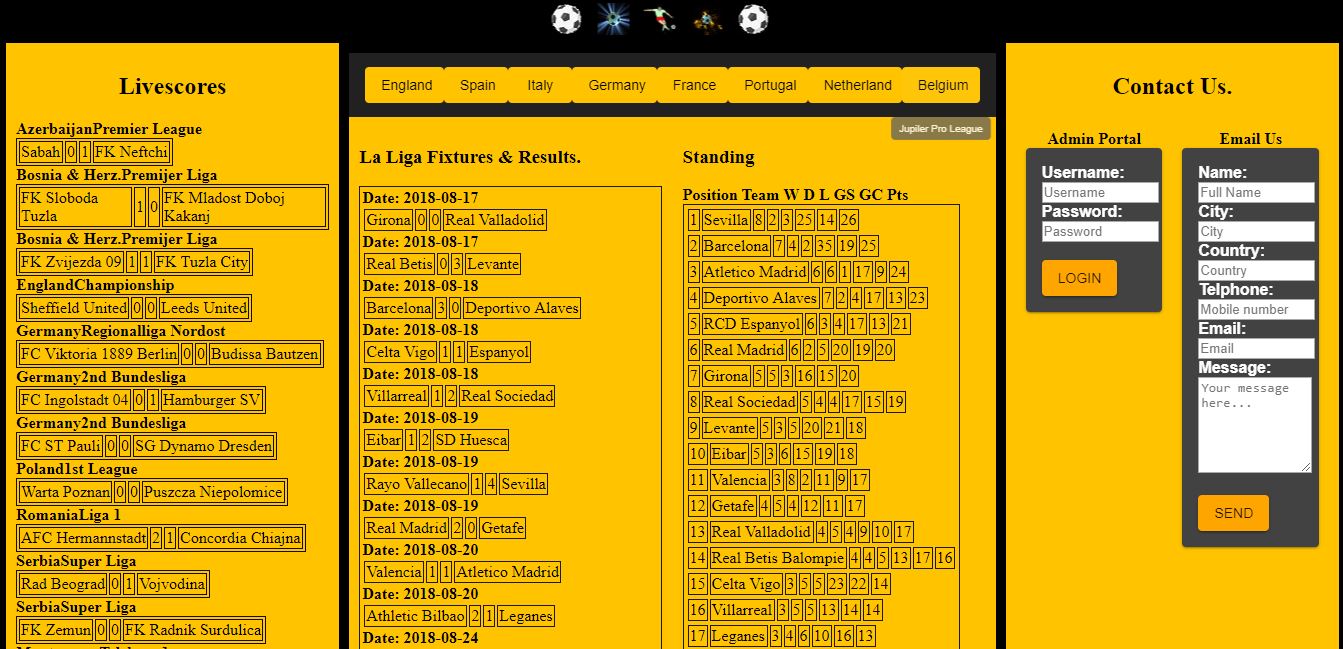 Livescores
AzerbaijanPremier League
Sabah 0 1 FK Neftchi
Bosnia & Herz.Premijer Liga
FK Sloboda Tuzla 1 0 FK Mladost Doboj Kakanj
Bosnia & Herz.Premijer Liga
FK Zvijezda 09 1 1 FK Tuzla City
EnglandChampionship
Sheffield United 0 0 Leeds United
GermanyRegionalliga Nordost
FC Viktoria 1889 Berlin 0 0 Budissa Bautzen
Germany2nd Bundesliga
FC Ingolstadt 04 0 1 Hamburger SV
Germany2nd Bundesliga
FC ST Pauli 0 0 SG Dynamo Dresden
Poland1st League
Warta Poznan 0 0 Puszcza Niepolomice
RomaniaLiga 1
AFC Hermannstadt 2 1 Concordia Chiajna
SerbiaSuper Liga
Rad Beograd 0 1 Vojvodina
SerbiaSuper Liga
FK Zemun 0 0 FK Radnik Surdulica
England Spain Italy Germany France Portugal Netherland Belgium
Jupiler Pro League
La Liga Fixtures & Results.
Date: 2018-08-17
Girona 0 0 Real Valladolid
Date: 2018-08-17
Real Betis 0 3 Levante
Date: 2018-08-18
Barcelona 3 0 Deportivo Alaves
Date: 2018-08-18
Celta Vigo 1 1 Espanyol
Date: 2018-08-18
Villarreal 1 2 Real Sociedad
Date: 2018-08-19
Eibar 1 2 SD Huesca
Date: 2018-08-19
Rayo Vallecano 1 4 Sevilla
Date: 2018-08-19
Real Madrid 2 0 Getafe
Date: 2018-08-20
Valencia 1 1 Atletico Madrid
Date: 2018-08-20
Athletic Bilbao 2 1 Leganes
Date: 2018-08-24
Standing
Position Team W D L GS GC Pts
1 Sevilla 8 2 3 25 14 26
2 Barcelona 7 4 2 35 19 25
3 Atletico Madrid 6 6 1 17 9 24
4 Deportivo Alaves 7 2 4 17 13 23
5 RCD Espanyol 6 3 4 17 13 21
6 Real Madrid 6 2 5 20 19 20
7 Girona 5 5 3 16 15 20
8 Real Sociedad 5 4 4 17 15 19
9 Levante 5 3 5 20 21 18
10 Eibar 5 3 6 15 19 18
11 Valencia 3 8 2 11 9 17
12 Getafe 4 5 4 12 11 17
13 Real Valladolid 4 5 4 9 10 17
14 Real Betis Balompie 4 4 5 13 17 16
15 Celta Vigo 3 5 5 23 22 14
16 Villarreal 3 5 5 13 14 14
17 Leganes 3 4 6 10 16 13
Contact Us.
Admin Portal
Username:
Username
Password:
Password
LOGIN
Email Us
Name:
Full Name
City:
City
Country:
Country
Telphone:
Mobile number
Email:
Email
Message:
Your message
here...
SEND